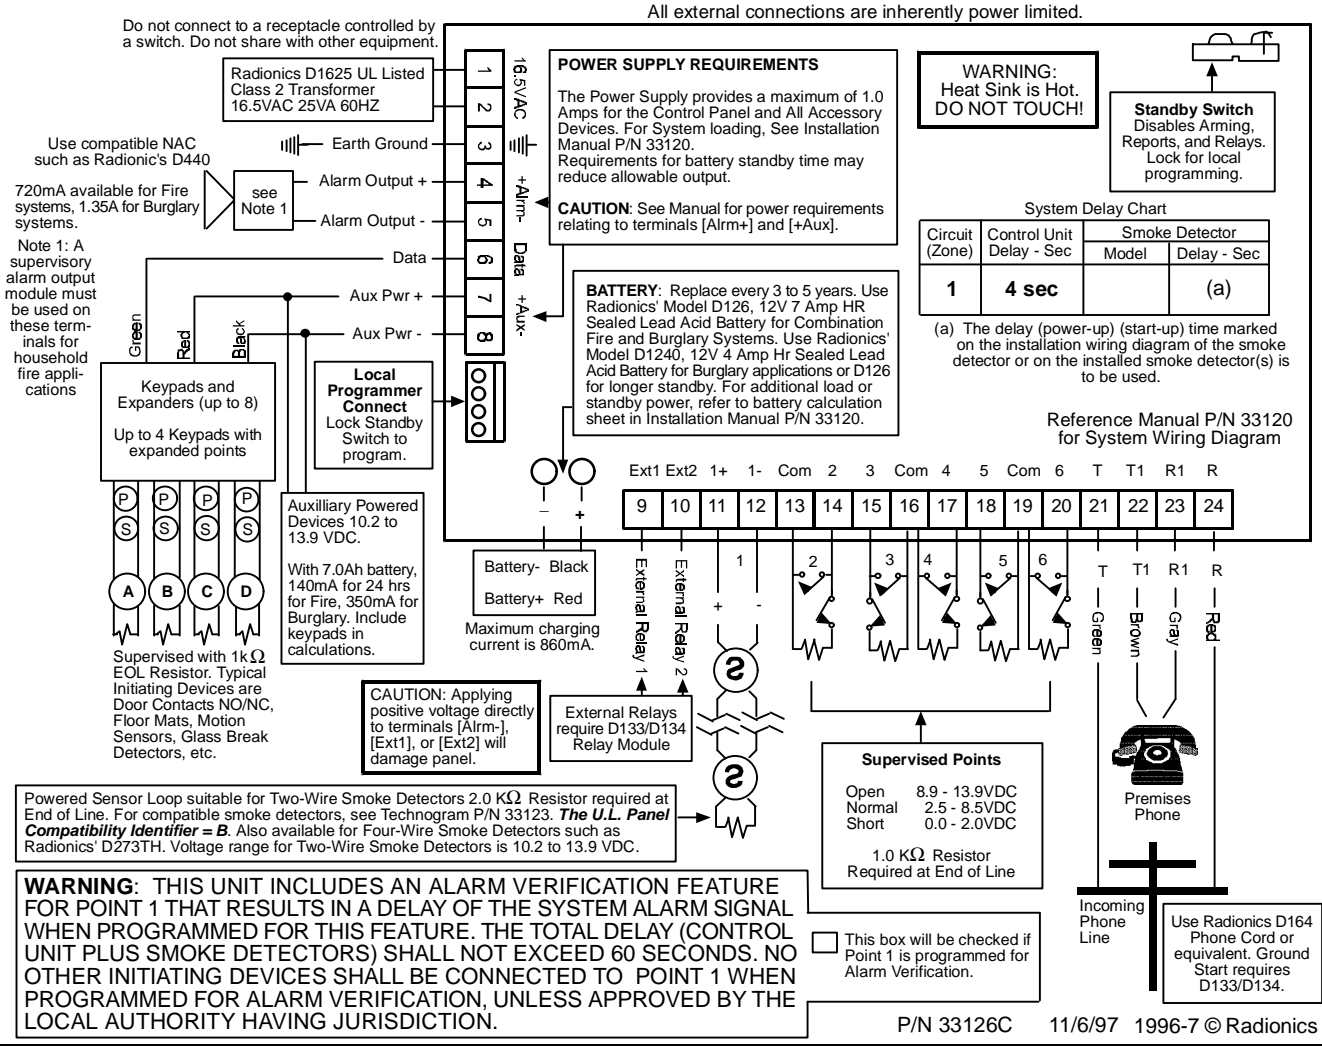 All external connections are inherently power limited.
Do not connect to a receptacle controlled by
a switch. Do not share with other equipment.
Radionics D1625 UL Listed
Class 2 Transformer
16.5VAC 25VA 60HZ
Earth Ground
Use compatible NAC
such as Radionic's D440
720mA available for Fire
systems, 1.35A for Burglary
systems.
see
Note 1
Alarm Output +
Alarm Output -
Note 1: A
supervisory
alarm output
module must
be used on
these term-
inals for
household
fire appli-
cations
Data
Aux Pwr +
Aux Pwr -
Green
Red
Black
1
2
3
4
5
6
7
8
16.5VAC
+Alrm-
Data
+Aux-
POWER SUPPLY REQUIREMENTS
The Power Supply provides a maximum of 1.0
Amps for the Control Panel and All Accessory
Devices. For System loading, See Installation
Manual P/N 33120.
Requirements for battery standby time may
reduce allowable output.
CAUTION: See Manual for power requirements
relating to terminals [Alrm+] and [+Aux].
WARNING:
Heat Sink is Hot.
DO NOT TOUCH!
Standby Switch
Disables Arming,
Reports, and Relays.
Lock for local
programming.
System Delay Chart
Circuit
(Zone)
Control Unit
Delay - Sec
Smoke Detector
Model
Delay - Sec
1
4 sec
(a)
(a) The delay (power-up) (start-up) time marked
on the installation wiring diagram of the smoke
detector or on the installed smoke detector(s) is
to be used.
BATTERY: Replace every 3 to 5 years. Use
Radionics' Model D126, 12V 7 Amp HR
Sealed Lead Acid Battery for Combination
Fire and Burglary Systems. Use Radionics'
Model D1240, 12V 4 Amp Hr Sealed Lead
Acid Battery for Burglary applications or D126
for longer standby. For additional load or
standby power, refer to battery calculation
sheet in Installation Manual P/N 33120.
Reference Manual P/N 33120
for System Wiring Diagram
Keypads and
Expanders (up to 8)
Up to 4 Keypads with
expanded points
Local
Programmer
Connect
Lock Standby
Switch to
program.
P
S
P
S
P
S
P
S
A
B
C
D
Supervised with 1kΩ
EOL Resistor. Typical
Initiating Devices are
Door Contacts NO/NC,
Floor Mats, Motion
Sensors, Glass Break
Detectors, etc.
Auxilliary Powered
Devices 10.2 to
13.9 VDC.
With 7.0Ah battery,
140mA for 24 hrs
for Fire, 350mA for
Burglary. Include
keypads in
calculations.
–
+
Battery- Black
Battery+ Red
Maximum charging
current is 860mA.
Ext1 Ext2 1+ 1- Com 2 3 Com 4 5 Com 6 T T1 R1 R
9 10 11 12 13 14 15 16 17 18 19 20 21 22 23 24
External Relay 1
External Relay 2
1
+
-
S
S
2
3
4
5
6
T T1 R1 R
Green
Brown
Gray
Red
CAUTION: Applying
positive voltage directly
to terminals [Alrm-],
[Ext1], or [Ext2] will
damage panel.
External Relays
require D133/D134
Relay Module
Supervised Points
Open 8.9 - 13.9VDC
Normal 2.5 - 8.5VDC
Short 0.0 - 2.0VDC
1.0 KΩ Resistor
Required at End of Line
Premises
Phone
Incoming
Phone
Line
Use Radionics D164
Phone Cord or
equivalent. Ground
Start requires
D133/D134.
Powered Sensor Loop suitable for Two-Wire Smoke Detectors 2.0 KΩ Resistor required at
End of Line. For compatible smoke detectors, see Technogram P/N 33123. The U.L. Panel
Compatibility Identifier = B. Also available for Four-Wire Smoke Detectors such as
Radionics' D273TH. Voltage range for Two-Wire Smoke Detectors is 10.2 to 13.9 VDC.
WARNING: THIS UNIT INCLUDES AN ALARM VERIFICATION FEATURE
FOR POINT 1 THAT RESULTS IN A DELAY OF THE SYSTEM ALARM SIGNAL
WHEN PROGRAMMED FOR THIS FEATURE. THE TOTAL DELAY (CONTROL
UNIT PLUS SMOKE DETECTORS) SHALL NOT EXCEED 60 SECONDS. NO
OTHER INITIATING DEVICES SHALL BE CONNECTED TO POINT 1 WHEN
PROGRAMMED FOR ALARM VERIFICATION, UNLESS APPROVED BY THE
LOCAL AUTHORITY HAVING JURISDICTION.
This box will be checked if
Point 1 is programmed for
Alarm Verification.
P/N 33126C 11/6/97 1996-7 © Radionics